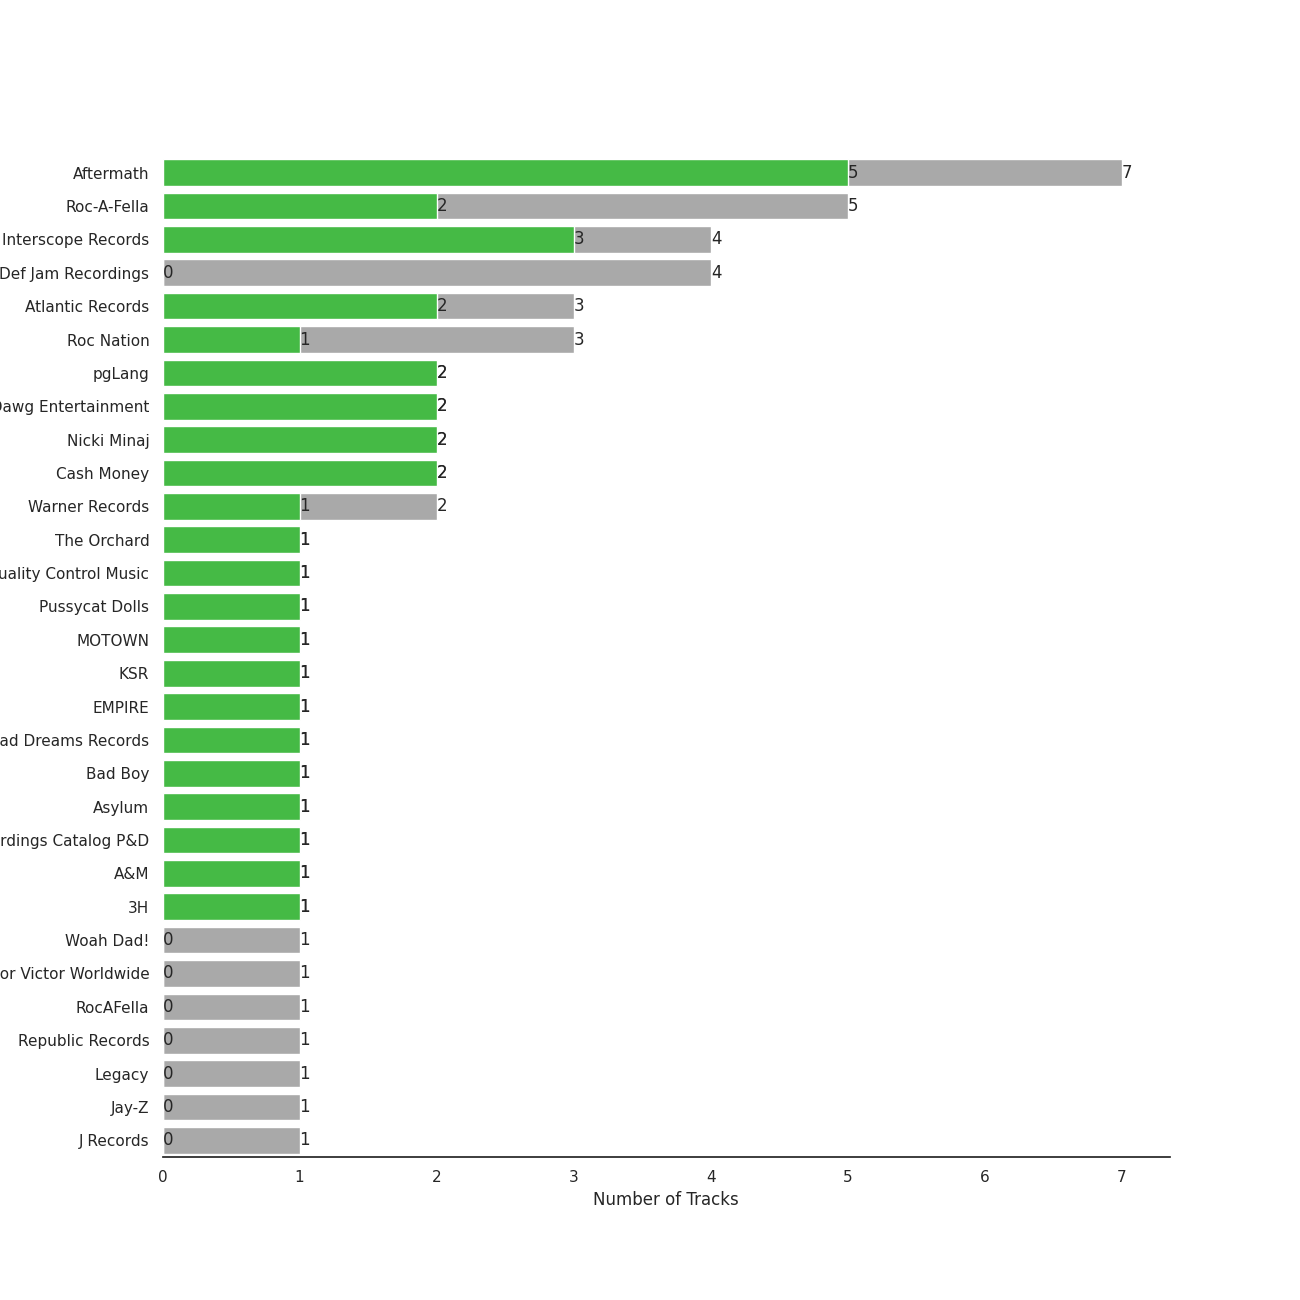 Aftermath 5 7
Roc-A-Fella 2 5
Interscope Records 3 4
Def Jam Recordings 0 4
Atlantic Records 2 3
Roc Nation 1 3
pgLang 2
Dawg Entertainment 2
Nicki Minaj 2
Cash Money 2
Warner Records 1 2
The Orchard 1
uality Control Music 1
Pussycat Dolls 1
MOTOWN 1
KSR 1
EMPIRE 1
ad Dreams Records 1
Bad Boy 1
Asylum 1
rdings Catalog P&D 1
A&M 1
3H 1
Woah Dad! 0 1
or Victor Worldwide 0 1
RocAFella 0 1
Republic Records 0 1
Legacy 0 1
Jay-Z 0 1
J Records 0 1
0 1 2 3 4 5 6 7
Number of Tracks